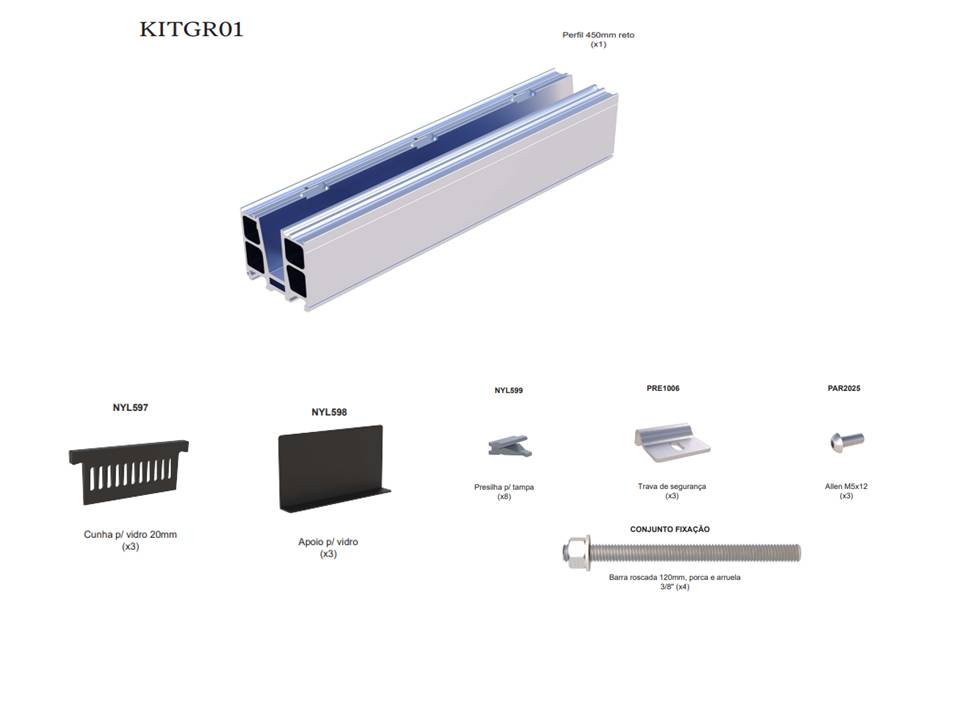 KITGR01
Perfil 450mm reto
(x1)
NYL597
Cunha p/ vidro 20mm
(x3)
NYL598
Apoio p/ vidro
(x3)
NYL599
Presilha p/ tampa
(x8)
PRE1006
Trava de segurança
(x3)
PAR2025
Allen M5x12
(x3)
CONJUNTO FIXAÇÃO
Barra roscada 120mm, porca e arruela
3/8" (x4)